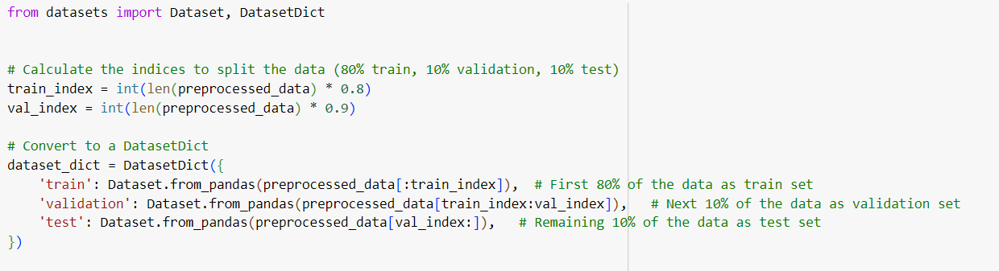 from datasets import Dataset, DatasetDict
# Calculate the indices to split the data (80% train, 10% validation, 10% test)
train_index = int(len(preprocessed_data) * 0.8)
val_index = int(len(preprocessed_data) * 0.9)
# Convert to a DatasetDict
dataset_dict = DatasetDict({
    'train': Dataset.from_pandas(preprocessed_data[:train_index]),  # First 80% of the data as train set
    'validation': Dataset.from_pandas(preprocessed_data[train_index:val_index]),   # Next 10% of the data as validation set
    'test': Dataset.from_pandas(preprocessed_data[val_index:]),   # Remaining 10% of the data as test set
})